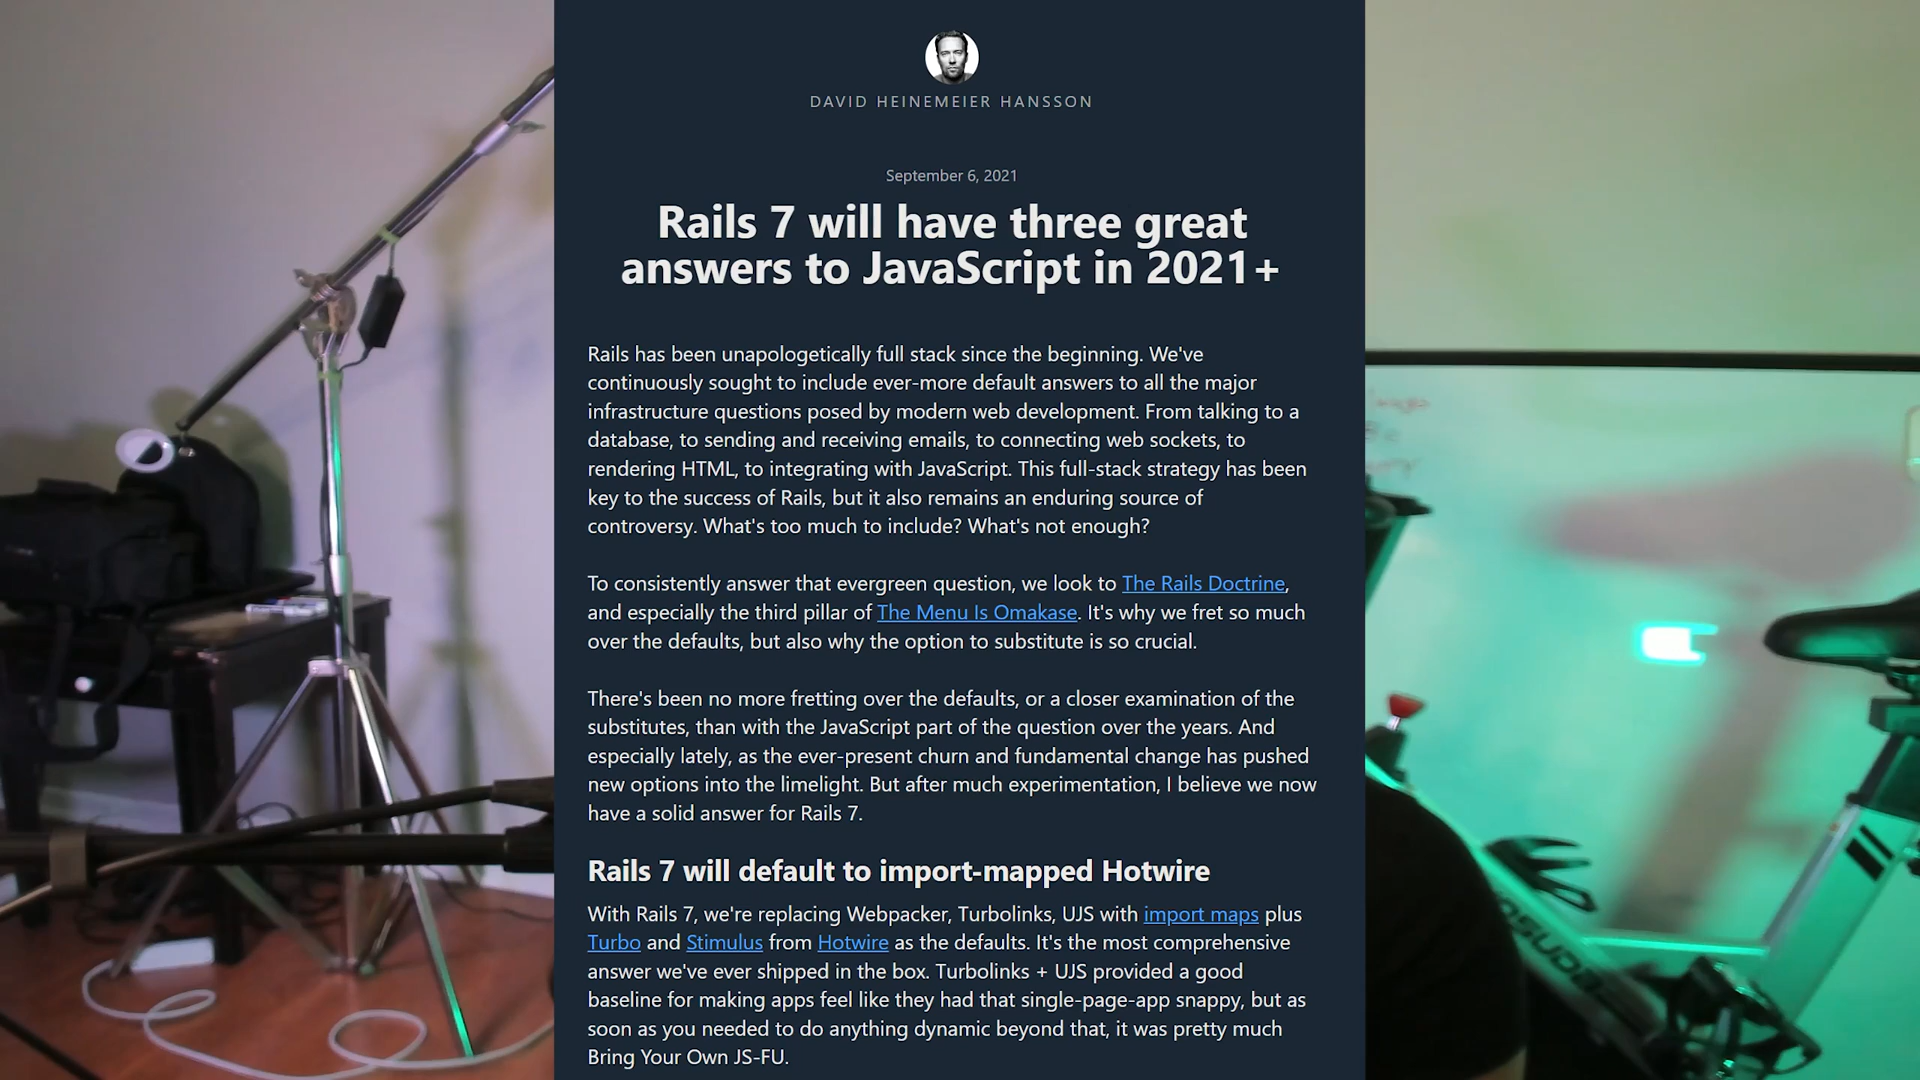 DAVID HEINEMEIER HANSSON
September 6, 2021
Rails 7 will have three great
answers to JavaScript in 2021+
Rails has been unapologetically full stack since the beginning. We've
continuously sought to include ever-more default answers to all the major
infrastructure questions posed by modern web development. From talking to a
database, to sending and receiving emails, to connecting web sockets, to
rendering HTML, to integrating with JavaScript. This full-stack strategy has been
key to the success of Rails, but it also remains an enduring source of
controversy. What's too much to include? What's not enough?
To consistently answer that evergreen question, we look to The Rails Doctrine,
and especially the third pillar of The Menu Is Omakase. It's why we fret so much
over the defaults, but also why the option to substitute is so crucial.
There's been no more fretting over the defaults, or a closer examination of the
substitutes, than with the JavaScript part of the question over the years. And
especially lately, as the ever-present churn and fundamental change has pushed
new options into the limelight. But after much experimentation, I believe we now
have a solid answer for Rails 7.
Rails 7 will default to import-mapped Hotwire
With Rails 7, we're replacing Webpacker, Turbolinks, UJS with import maps plus
Turbo and Stimulus from Hotwire as the defaults. It's the most comprehensive
answer we've ever shipped in the box. Turbolinks + UJS provided a good
baseline for making apps feel like they had that single-page-app snappy, but as
soon as you needed to do anything dynamic beyond that, it was pretty much
Bring Your Own JS-FU.